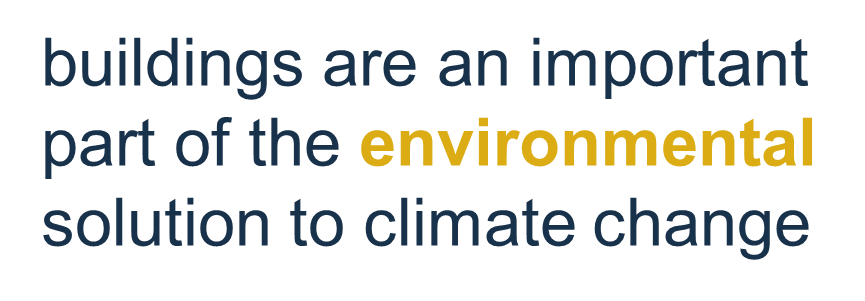 buildings are an important
part of the environmental
solution to climate change